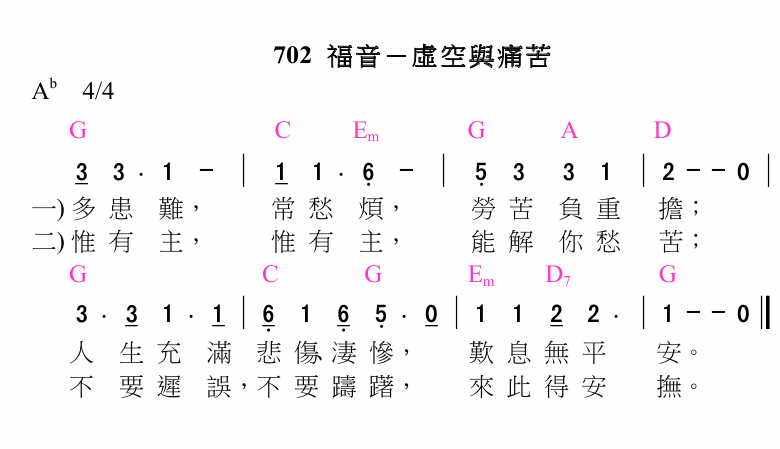 702 福音－虛空與痛苦
Ab 4/4
G C Em G A D
3 3 · 1 － | 1 1 · 6 － | 5 3 3 1 | 2 － － 0 |
一) 多患難， 常愁煩， 勞苦負重擔；
二) 惟有主， 惟有主， 能解你愁苦；
G C G Em D7 G
3 · 3 1 · 1 | 6 1 6 5 · 0 | 1 1 2 2 · | 1 － － 0 ‖
人生充滿悲傷、淒慘， 歎息無平安。
不要遲誤，不要躊躇， 來此得安撫。